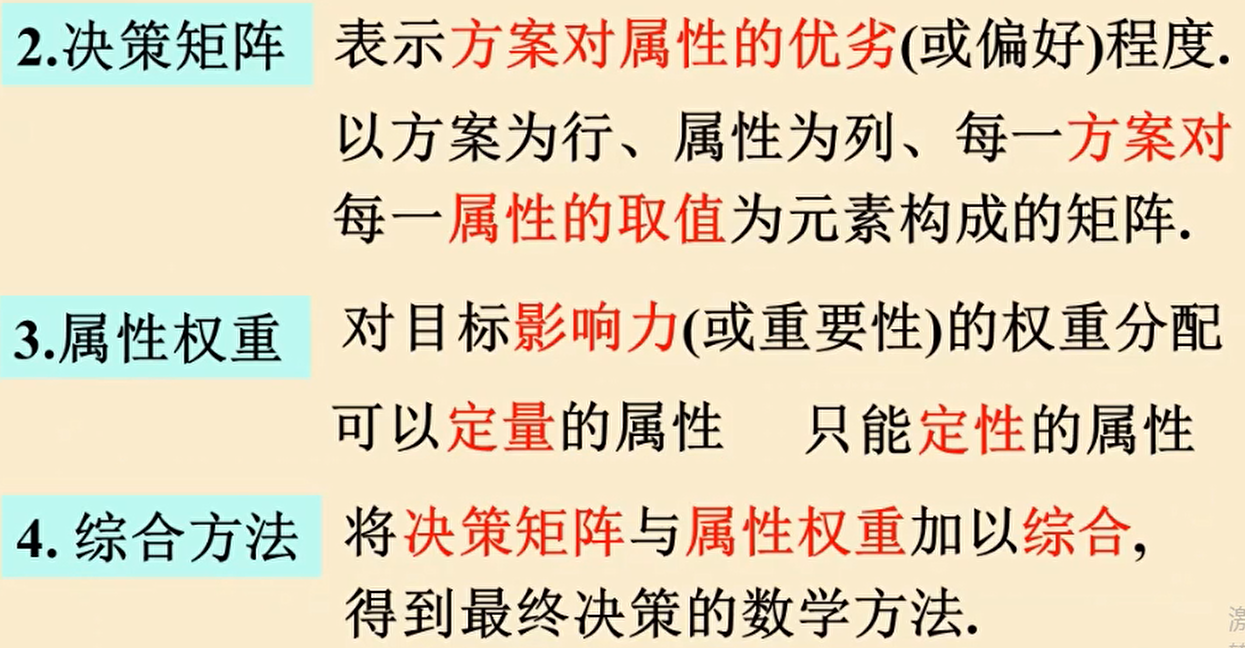 2.决策矩阵 表示方案对属性的优劣(或偏好)程度.
以方案为行、属性为列、每一方案对
每一属性的取值为元素构成的矩阵.
3.属性权重 对目标影响力(或重要性)的权重分配
可以定量的属性 只能定性的属性
4. 综合方法 将决策矩阵与属性权重加以综合,
得到最终决策的数学方法.